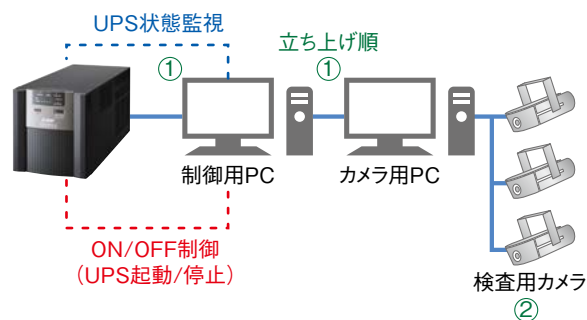 UPS状態監視
立ち上げ順
①
①
制御用PC
カメラ用PC
ON/OFF制御
（UPS起動/停止）
検査用カメラ
②